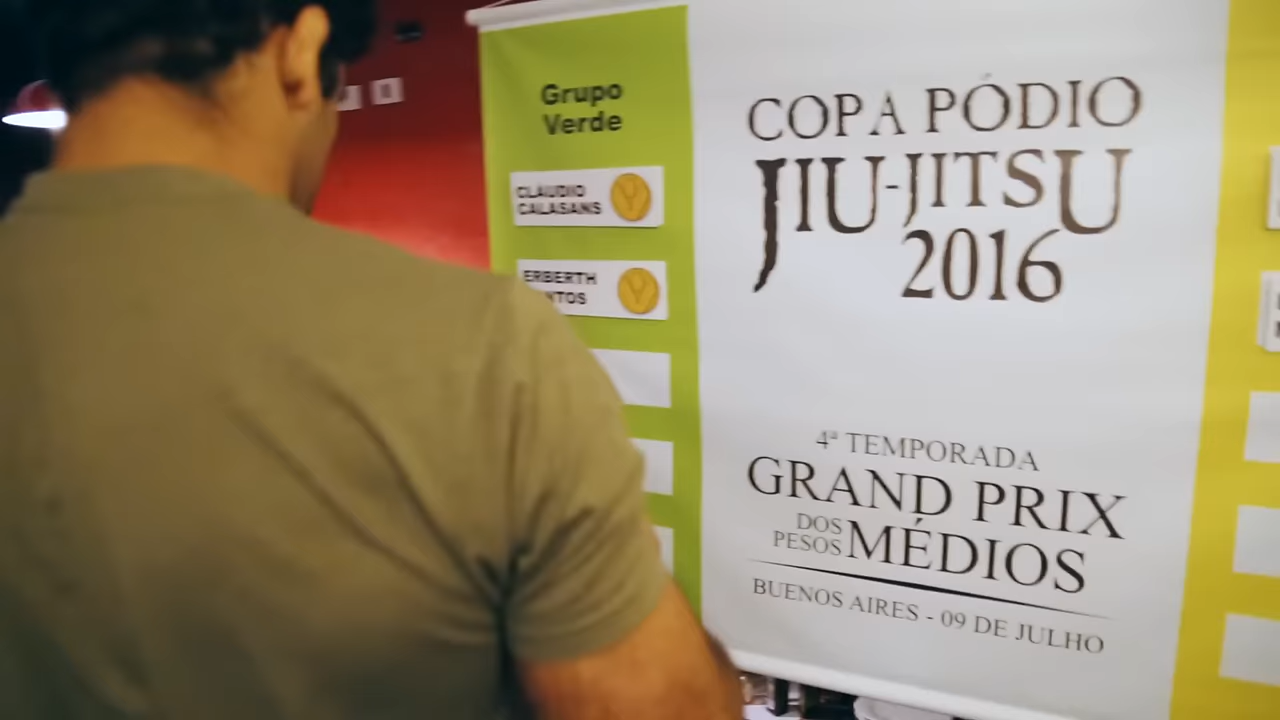 Grupo
Verde
CLAUDIO
CALASANS
ERBERTH
COPA PÓDIO
JIU-JITSU
2016
4ª TEMPORADA
GRAND PRIX
DOS
PESOS
MÉDIOS
BUENOS AIRES - 09 DE JULHO